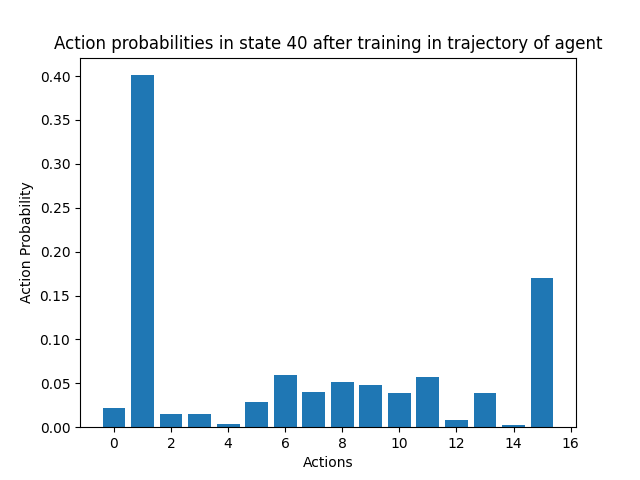 Action probabilities in state 40 after training in trajectory of agent
0.40
0.35
0.30
0.25
0.20
0.15
0.10
0.05
0.00
Action Probability
0 2 4 6 8 10 12 14 16
Actions